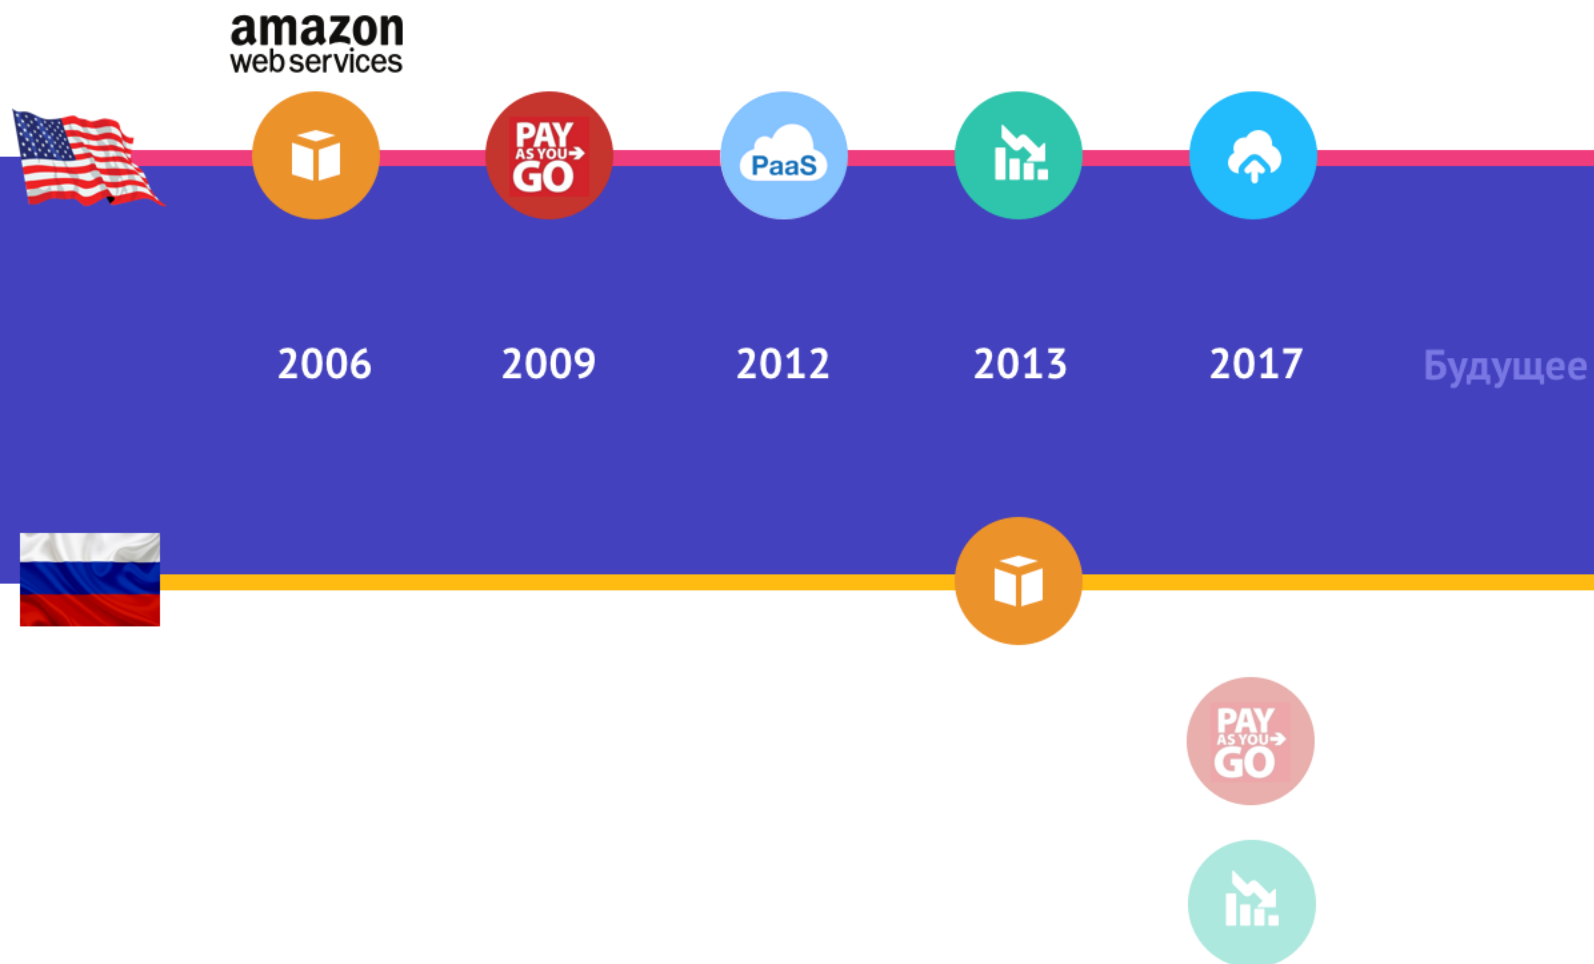 amazon
web services
PAY
AS YOU
GO
PaaS
2006
2009
2012
2013
2017
Будущее
PAY
AS YOU
GO